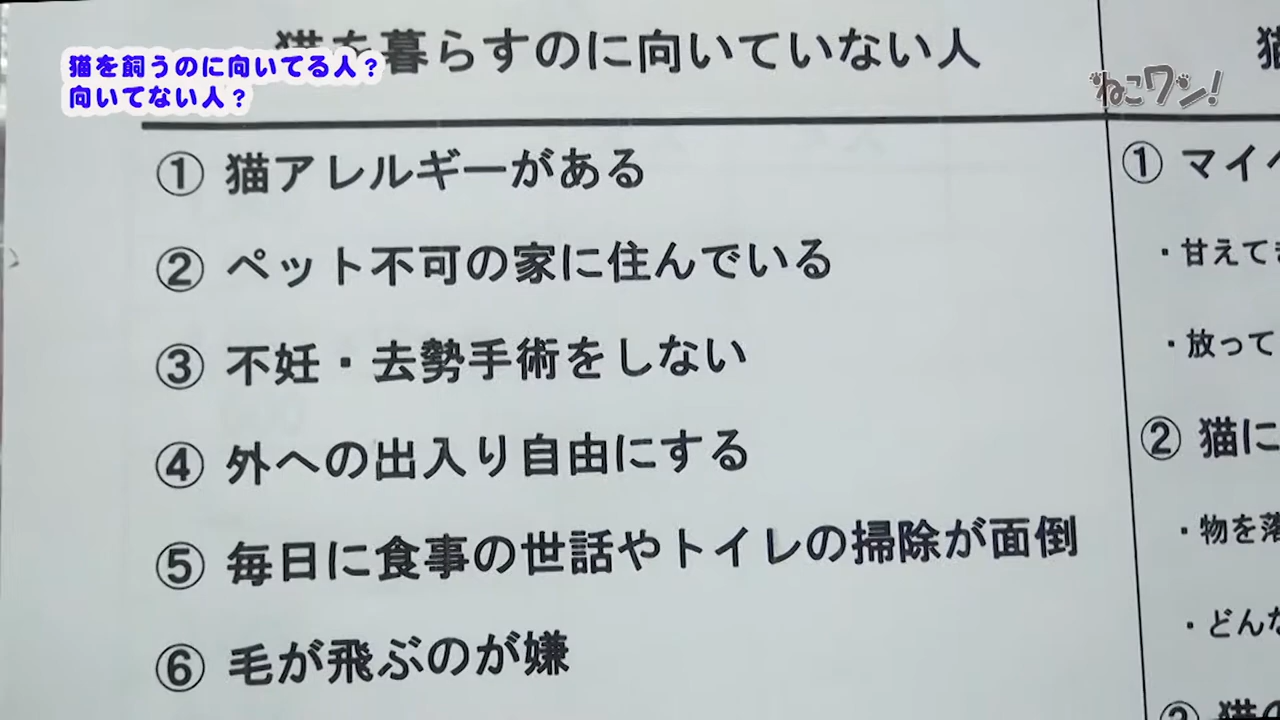 猫を飼うのに向いてる人?
向いてない人?
ねこワン!
を暮らすのに向いていない人
① 猫アレルギーがある
② ペット不可の家に住んでいる
③ 不妊・去勢手術をしない
④ 外への出入り自由にする
⑤ 毎日に食事の世話やトイレの掃除が面倒
⑥ 毛が飛ぶのが嫌
① マイ
・甘えて
・放って
② 猫に
・物を落
・どんな